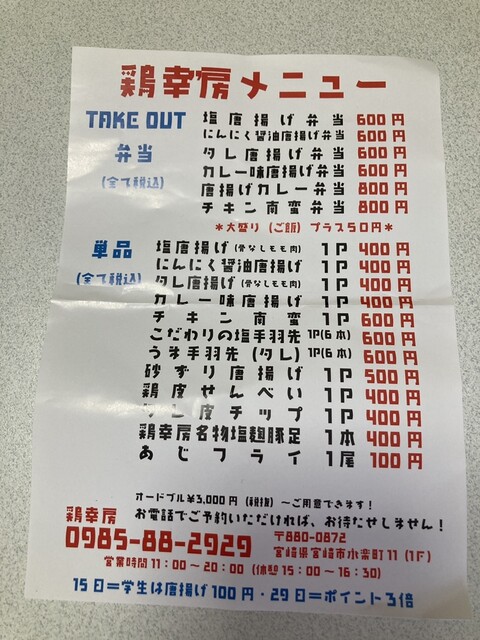 鶏幸房メニュー
TAKE OUT 弁当 (全て税込)
塩唐揚げ弁当 600円
にんにく醤油唐揚げ弁当 600円
タレ唐揚げ弁当 600円
カレー味唐揚げ弁当 600円
唐揚げカレー弁当 800円
チキン南蛮弁当 800円
*大盛り(ご飯)プラス50円*
単品 (全て税込)
塩唐揚げ(骨なしモモ肉) 1P 400円
にんにく醤油唐揚げ 1P 400円
タレ唐揚げ(骨なしモモ肉) 1P 400円
カレー味唐揚げ 1P 400円
チキン南蛮 1P 600円
こだわりの塩手羽先 1P(6本) 600円
うま手羽先(タレ) 1P(6本) 600円
砂ずり唐揚げ 1P 500円
鶏皮せんべい 1P 400円
タレ皮チップ 1P 400円
鶏幸房名物塩麹豚足 1本 400円
あじフライ 1尾 100円
オードブル¥3,000円(税抜)〜ご用意できます!
鶏幸房 お電話でご予約いただければ、お待たせしません!
0985-88-2929 〒880-0872
宮崎県宮崎市永楽町11(1F)
営業時間 11:00〜20:00(休憩15:00〜16:30)
15日=学生は唐揚げ100円・29日=ポイント3倍